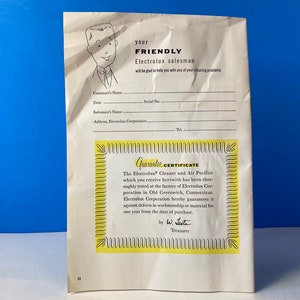 your
FRIENDLY
Electrolux salesman
will be glad to help you with any of your cleaning problems
Customer's Name
Date Serial No.
Salesman's Name
Address, Electrolux Corporation
Tel.
Guarantee CERTIFICATE
The Electrolux® Cleaner and Air Purifier
which you receive herewith has been thor-
oughly tested at the factory of Electrolux Cor-
poration in Old Greenwich, Connecticut.
Electrolux Corporation hereby guarantees it
against defects in workmanship or material for
one year from the date of purchase.
by
Treasurer